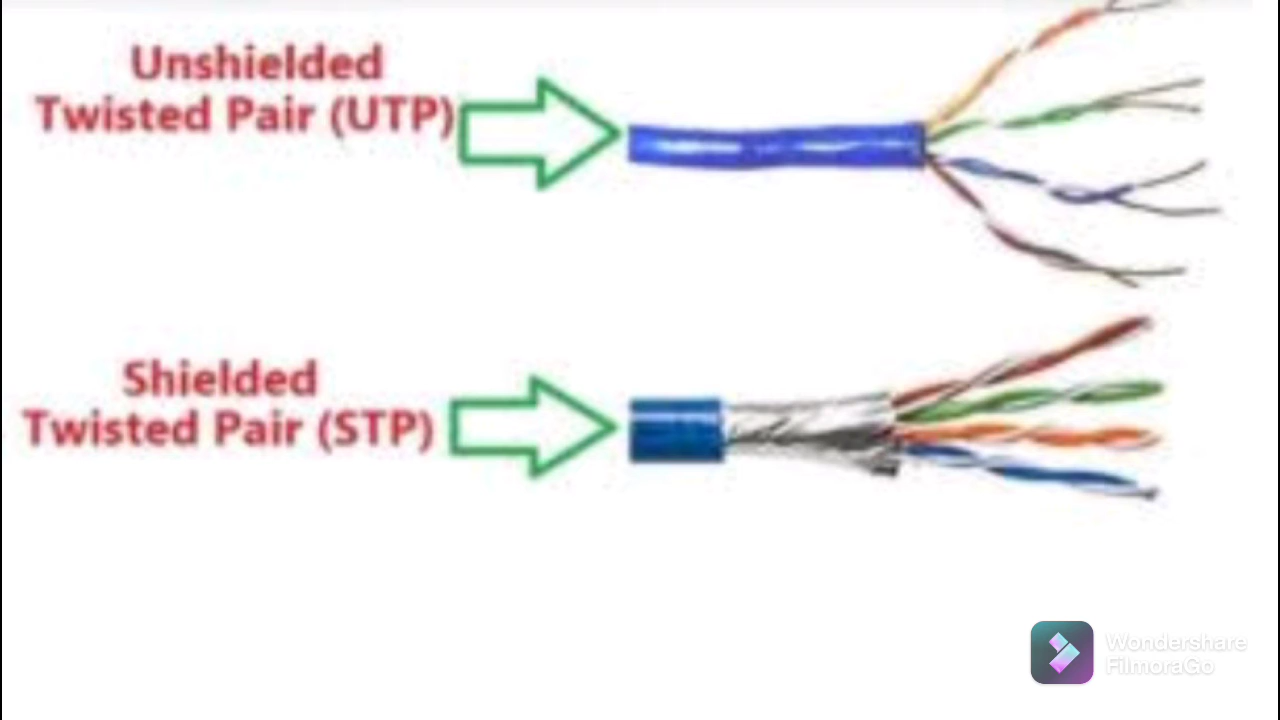 Unshielded
Twisted Pair (UTP)
Shielded
Twisted Pair (STP)
Wondershare
FilmoraGo